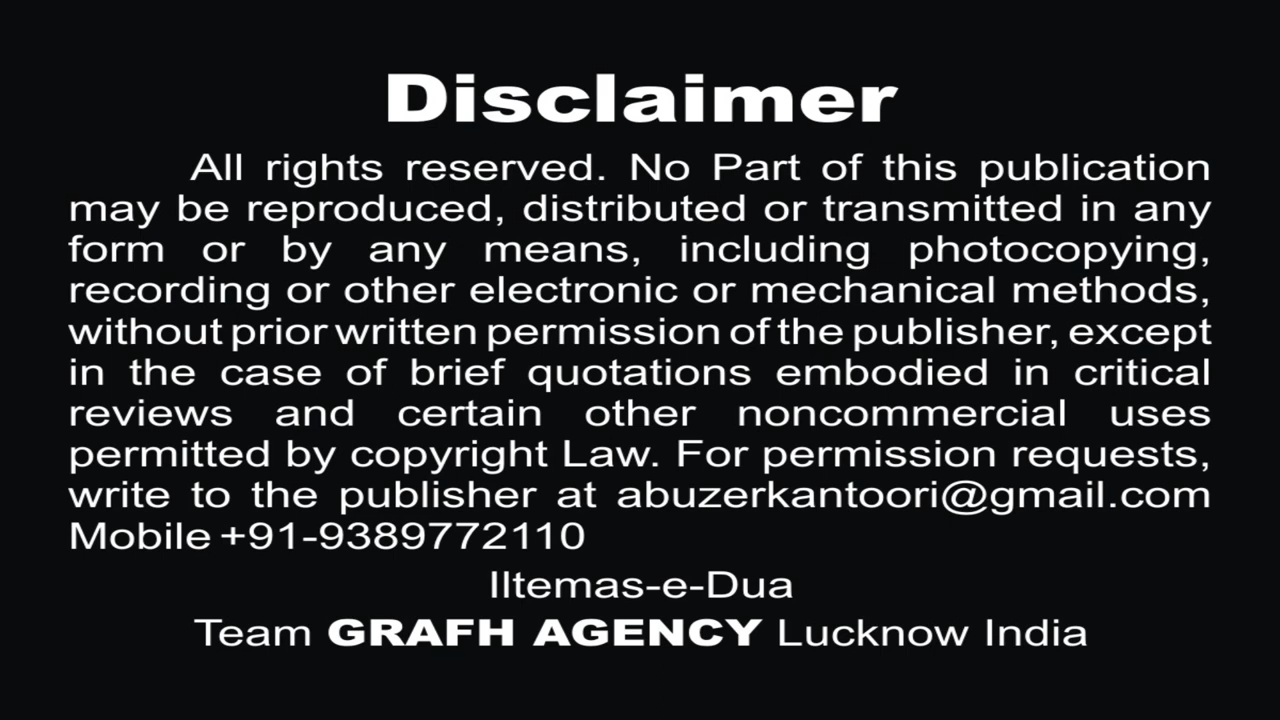 Disclaimer
All rights reserved. No Part of this publication
may be reproduced, distributed or transmitted in any
form or by any means, including photocopying,
recording or other electronic or mechanical methods,
without prior written permission of the publisher, except
in the case of brief quotations embodied in critical
reviews and certain other noncommercial uses
permitted by copyright Law. For permission requests,
write to the publisher at abuzerkantoori@gmail.com
Mobile +91-9389772110
IItemas-e-Dua
Team GRAFH AGENCY Lucknow India